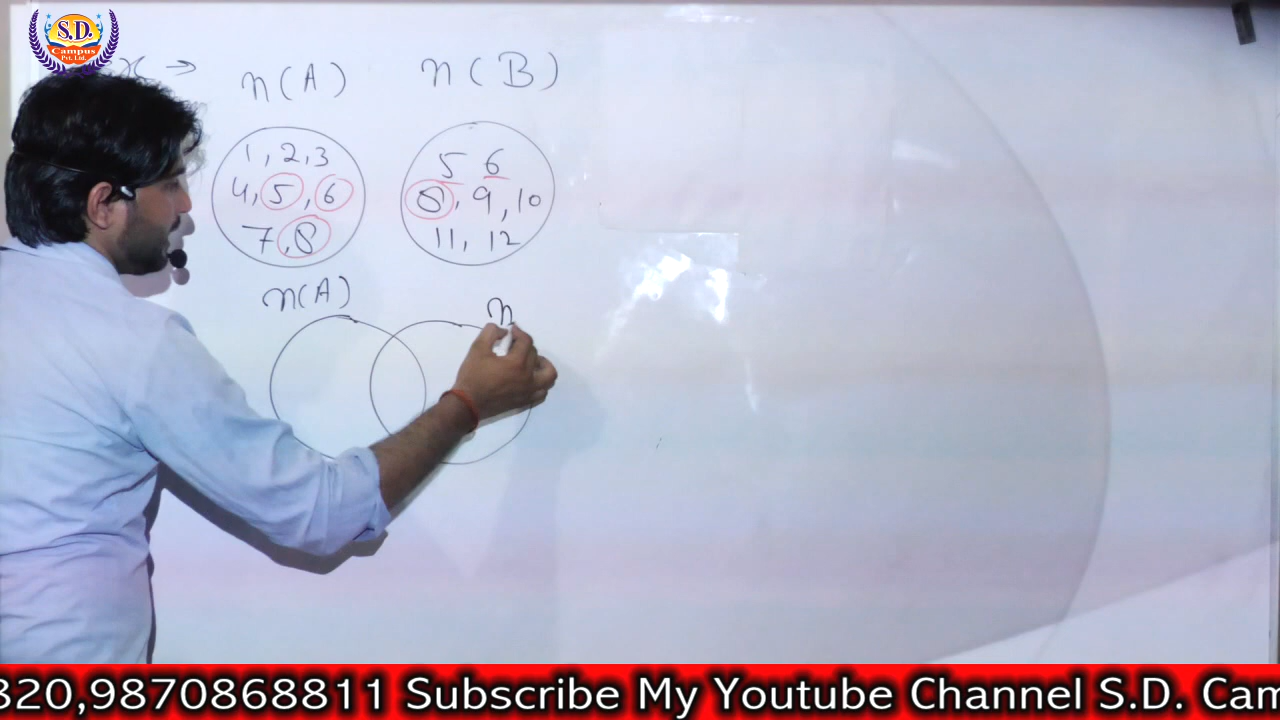 S.D.
Campus
Pvt. Ltd.
x →
n(A) n(B)
1, 2, 3
4, 5, 6
7, 8
5 6
8, 9, 10
11, 12
n(A) n
820,9870868811 Subscribe My Youtube Channel S.D. Cam